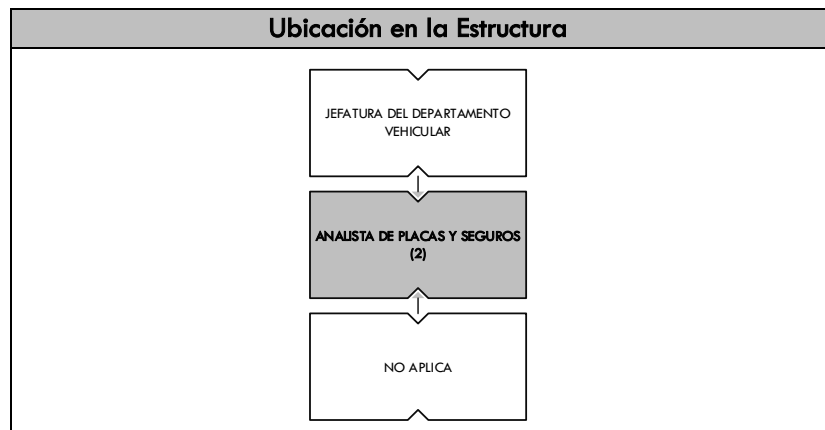 Ubicación en la Estructura
JEFATURA DEL DEPARTAMENTO
VEHICULAR
ANALISTA DE PLACAS Y SEGUROS
(2)
NO APLICA